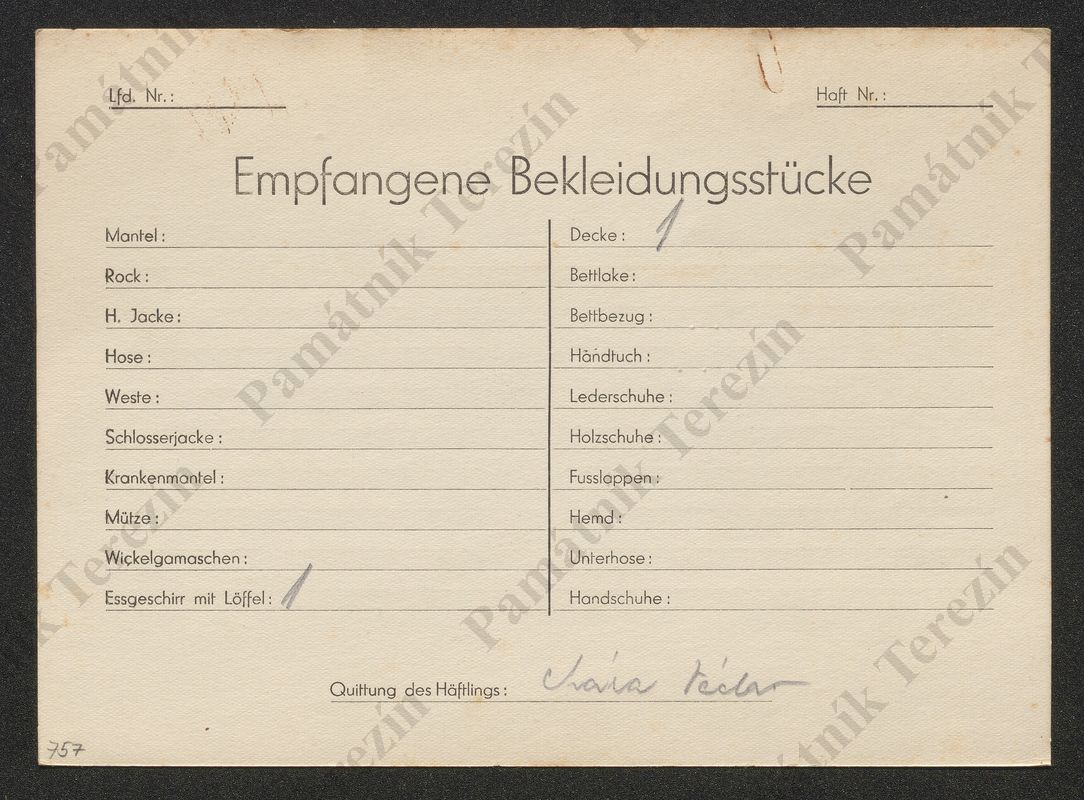 Lfd. Nr.:
Haft Nr.:
Empfangene Bekleidungsstücke
Mantel:
Rock:
H. Jacke:
Hose:
Weste:
Schlosserjacke:
Krankenmantel:
Mütze:
Wickelgamaschen:
Essgeschirr mit Löffel: 1
Decke: 1
Bettlake:
Bettbezug:
Handtuch:
Lederschuhe:
Holzschuhe:
Fusslappen:
Hemd:
Unterhose:
Handschuhe:
Quittung des Häftlings:
757
Památník Terezín